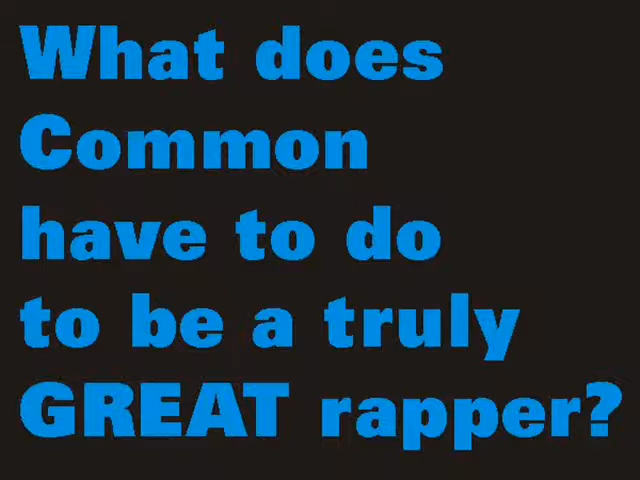 What does
Common
have to do
to be a truly
GREAT rapper?